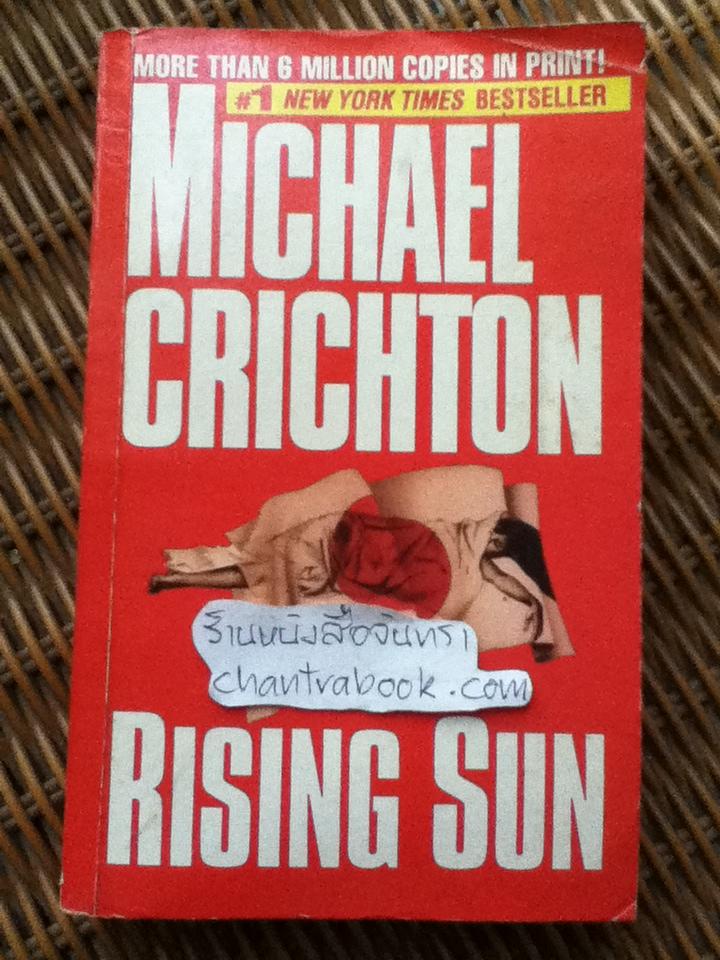 MORE THAN 6 MILLION COPIES IN PRINT!
#1 NEW YORK TIMES BESTSELLER
MICHAEL
CRICHTON
ร้านหนังสือจันทรา
chantrabook.com
RISING SUN